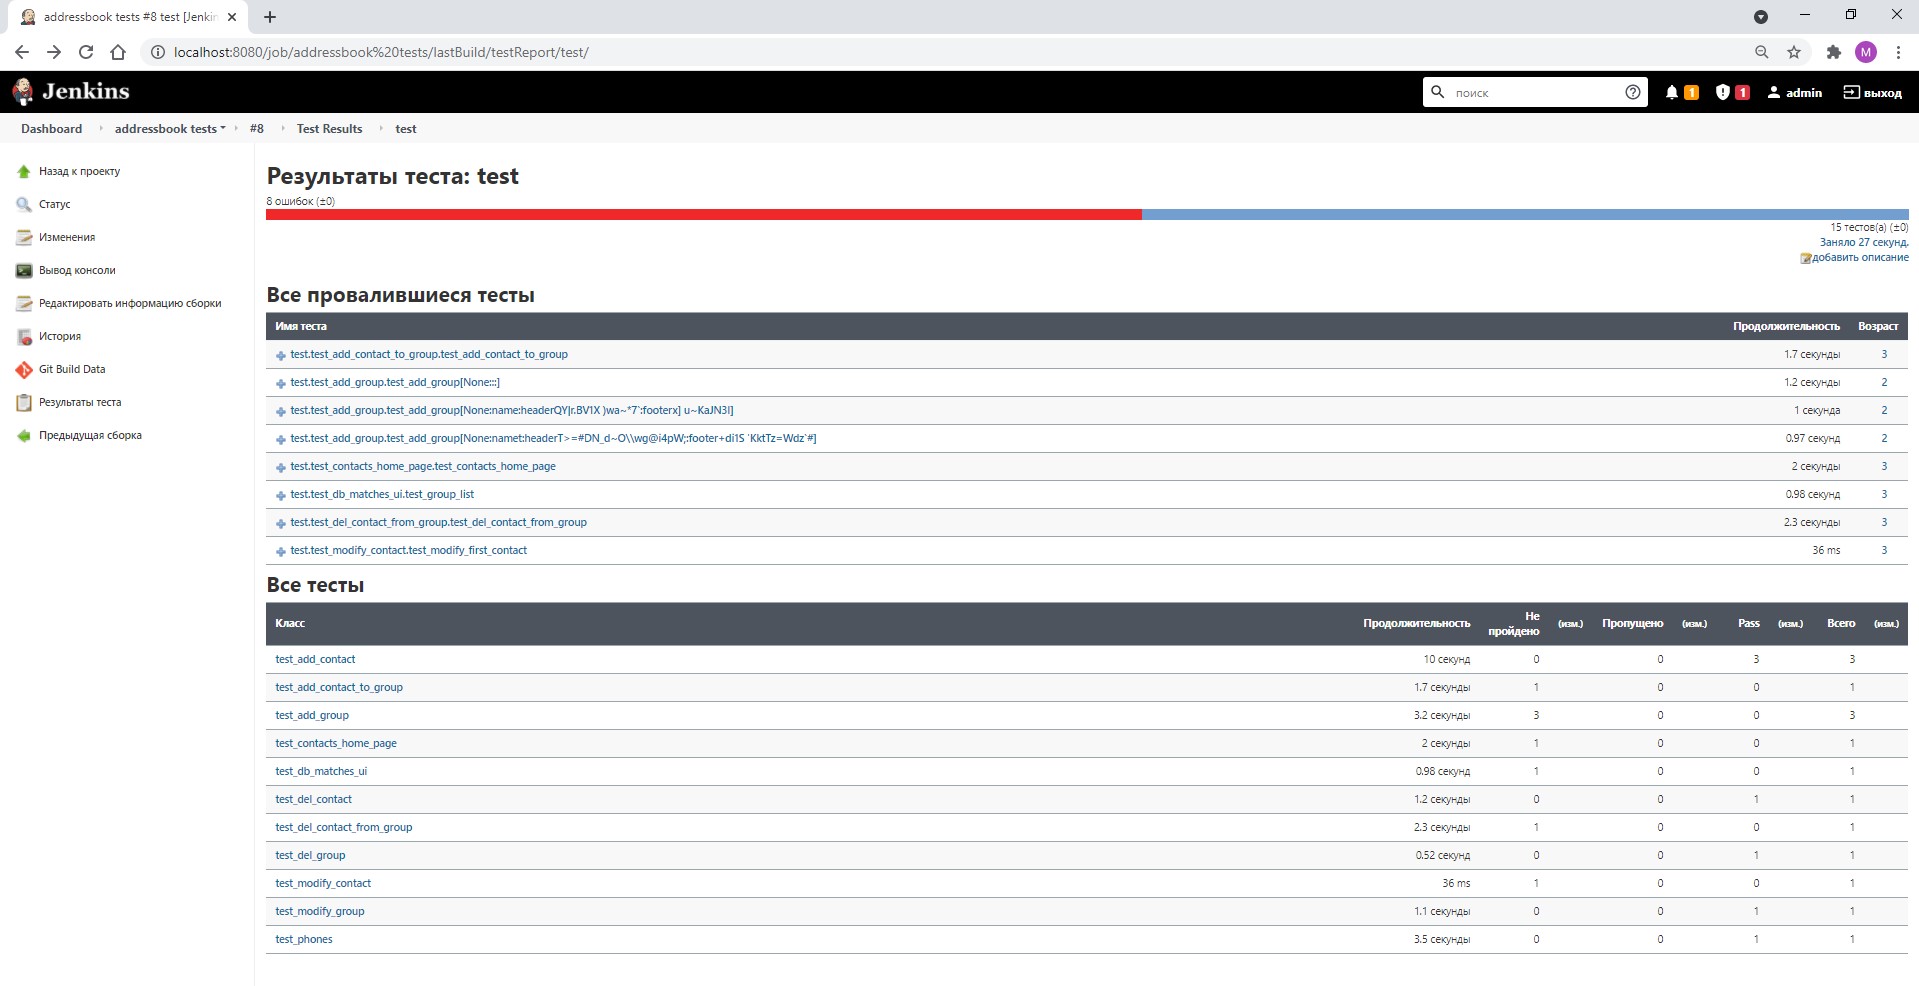 addressbook tests #8 test [Jenkin
localhost:8080/job/addressbook%20tests/lastBuild/testReport/test/
M
Jenkins
поиск
1
1
admin
выход
Dashboard
addressbook tests
#8
Test Results
test
Назад к проекту
Статус
Изменения
Вывод консоли
Редактировать информацию сборки
История
Git Build Data
Результаты теста
Предыдущая сборка
Результаты теста: test
8 ошибок (±0)
15 тестов(а) (±0)
Заняло 27 секунд.
добавить описание
Все провалившиеся тесты
Имя теста Продолжительность Возраст
test.test_add_contact_to_group.test_add_contact_to_group 1.7 секунды 3
test.test_add_group.test_add_group[None:::] 1.2 секунды 2
test.test_add_group.test_add_group[None:name:headerQY|r.BV1X )wa~*7`:footerx] u~KaJN3I] 1 секунда 2
test.test_add_group.test_add_group[None:namet:headerT>=#DN_d~O\\wg@i4pW;:footer+di1S `KktTz=Wdz`#] 0.97 секунд 2
test.test_contacts_home_page.test_contacts_home_page 2 секунды 3
test.test_db_matches_ui.test_group_list 0.98 секунд 3
test.test_del_contact_from_group.test_del_contact_from_group 2.3 секунды 3
test.test_modify_contact.test_modify_first_contact 36 ms 3
Все тесты
Класс Продолжительность Не пройдено (изм.) Пропущено (изм.) Pass (изм.) Всего (изм.)
test_add_contact 10 секунд 0 0 3 3
test_add_contact_to_group 1.7 секунды 1 0 0 1
test_add_group 3.2 секунды 3 0 0 3
test_contacts_home_page 2 секунды 1 0 0 1
test_db_matches_ui 0.98 секунд 1 0 0 1
test_del_contact 1.2 секунды 0 0 1 1
test_del_contact_from_group 2.3 секунды 1 0 0 1
test_del_group 0.52 секунд 0 0 1 1
test_modify_contact 36 ms 1 0 0 1
test_modify_group 1.1 секунды 0 0 1 1
test_phones 3.5 секунды 0 0 1 1